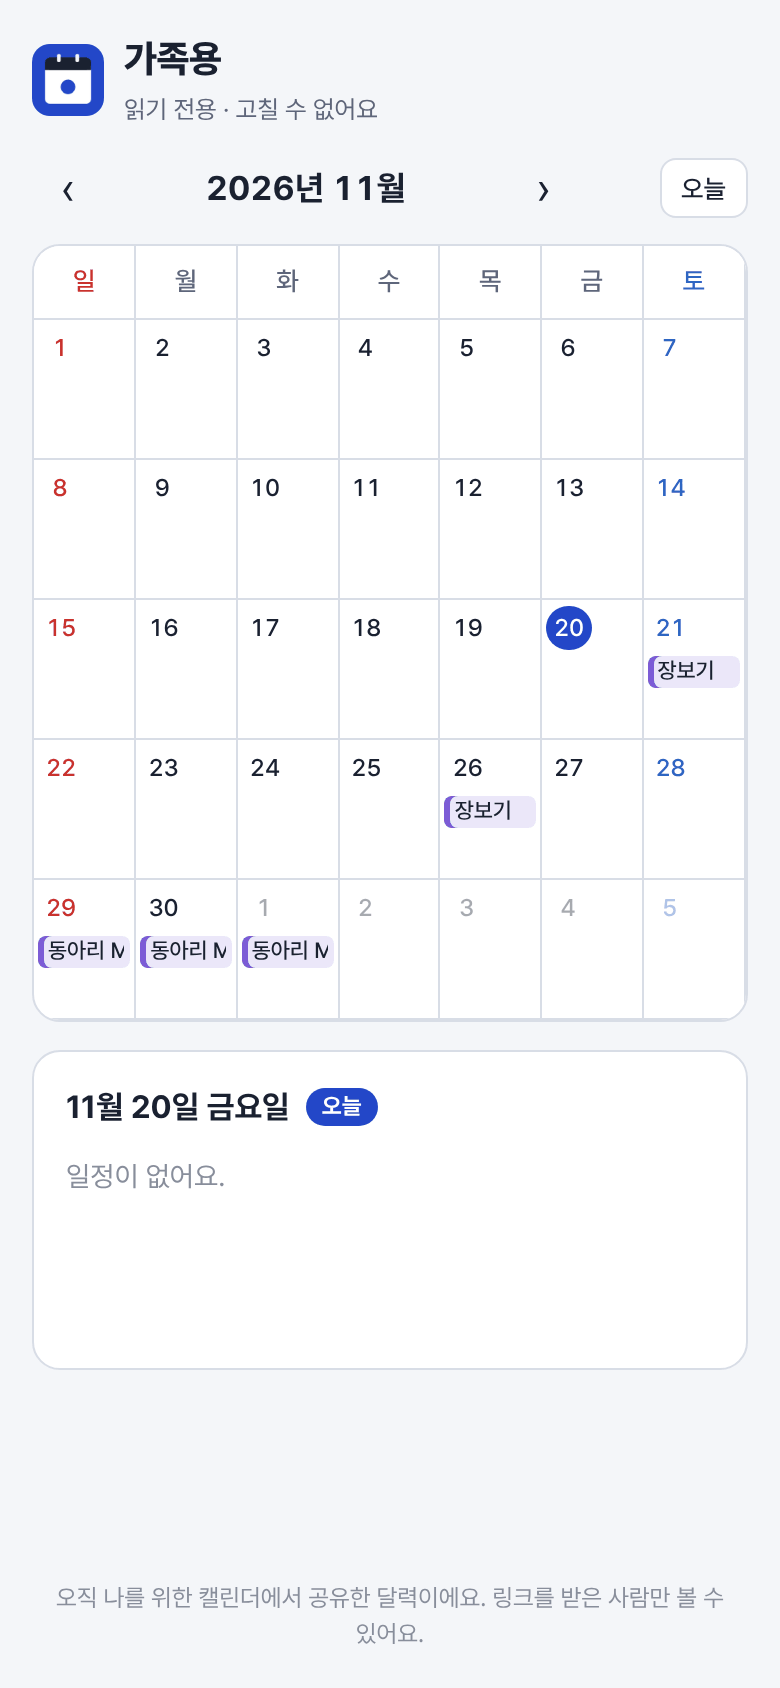 가족용
읽기 전용 · 고칠 수 없어요
‹ 2026년 11월 › 오늘
일 월 화 수 목 금 토
1 2 3 4 5 6 7
8 9 10 11 12 13 14
15 16 17 18 19 20 21
장보기
22 23 24 25 26 27 28
장보기
29 30 1 2 3 4 5
동아리 동아리 동아리
11월 20일 금요일 오늘
일정이 없어요.
오직 나를 위한 캘린더에서 공유한 달력이에요. 링크를 받은 사람만 볼 수
있어요.